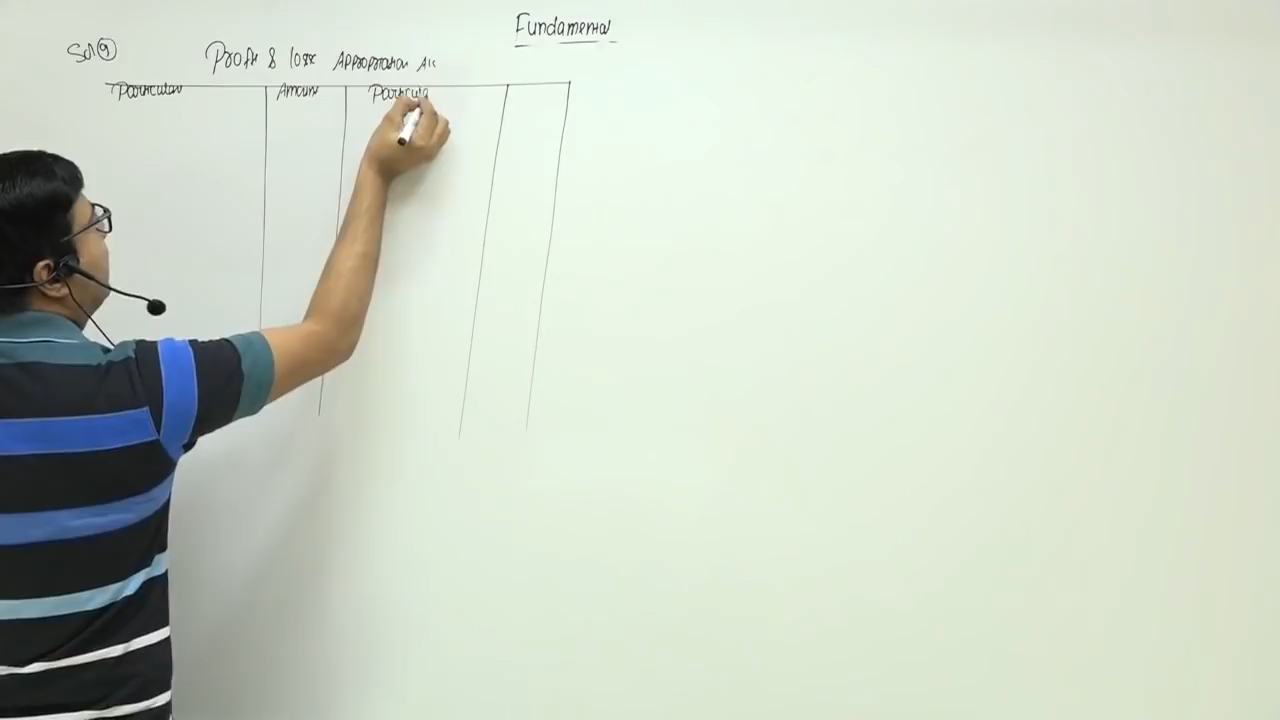 Fundamental
Sol ⑨ Profit & loss Appropriation A/c
Particular Amount Particula